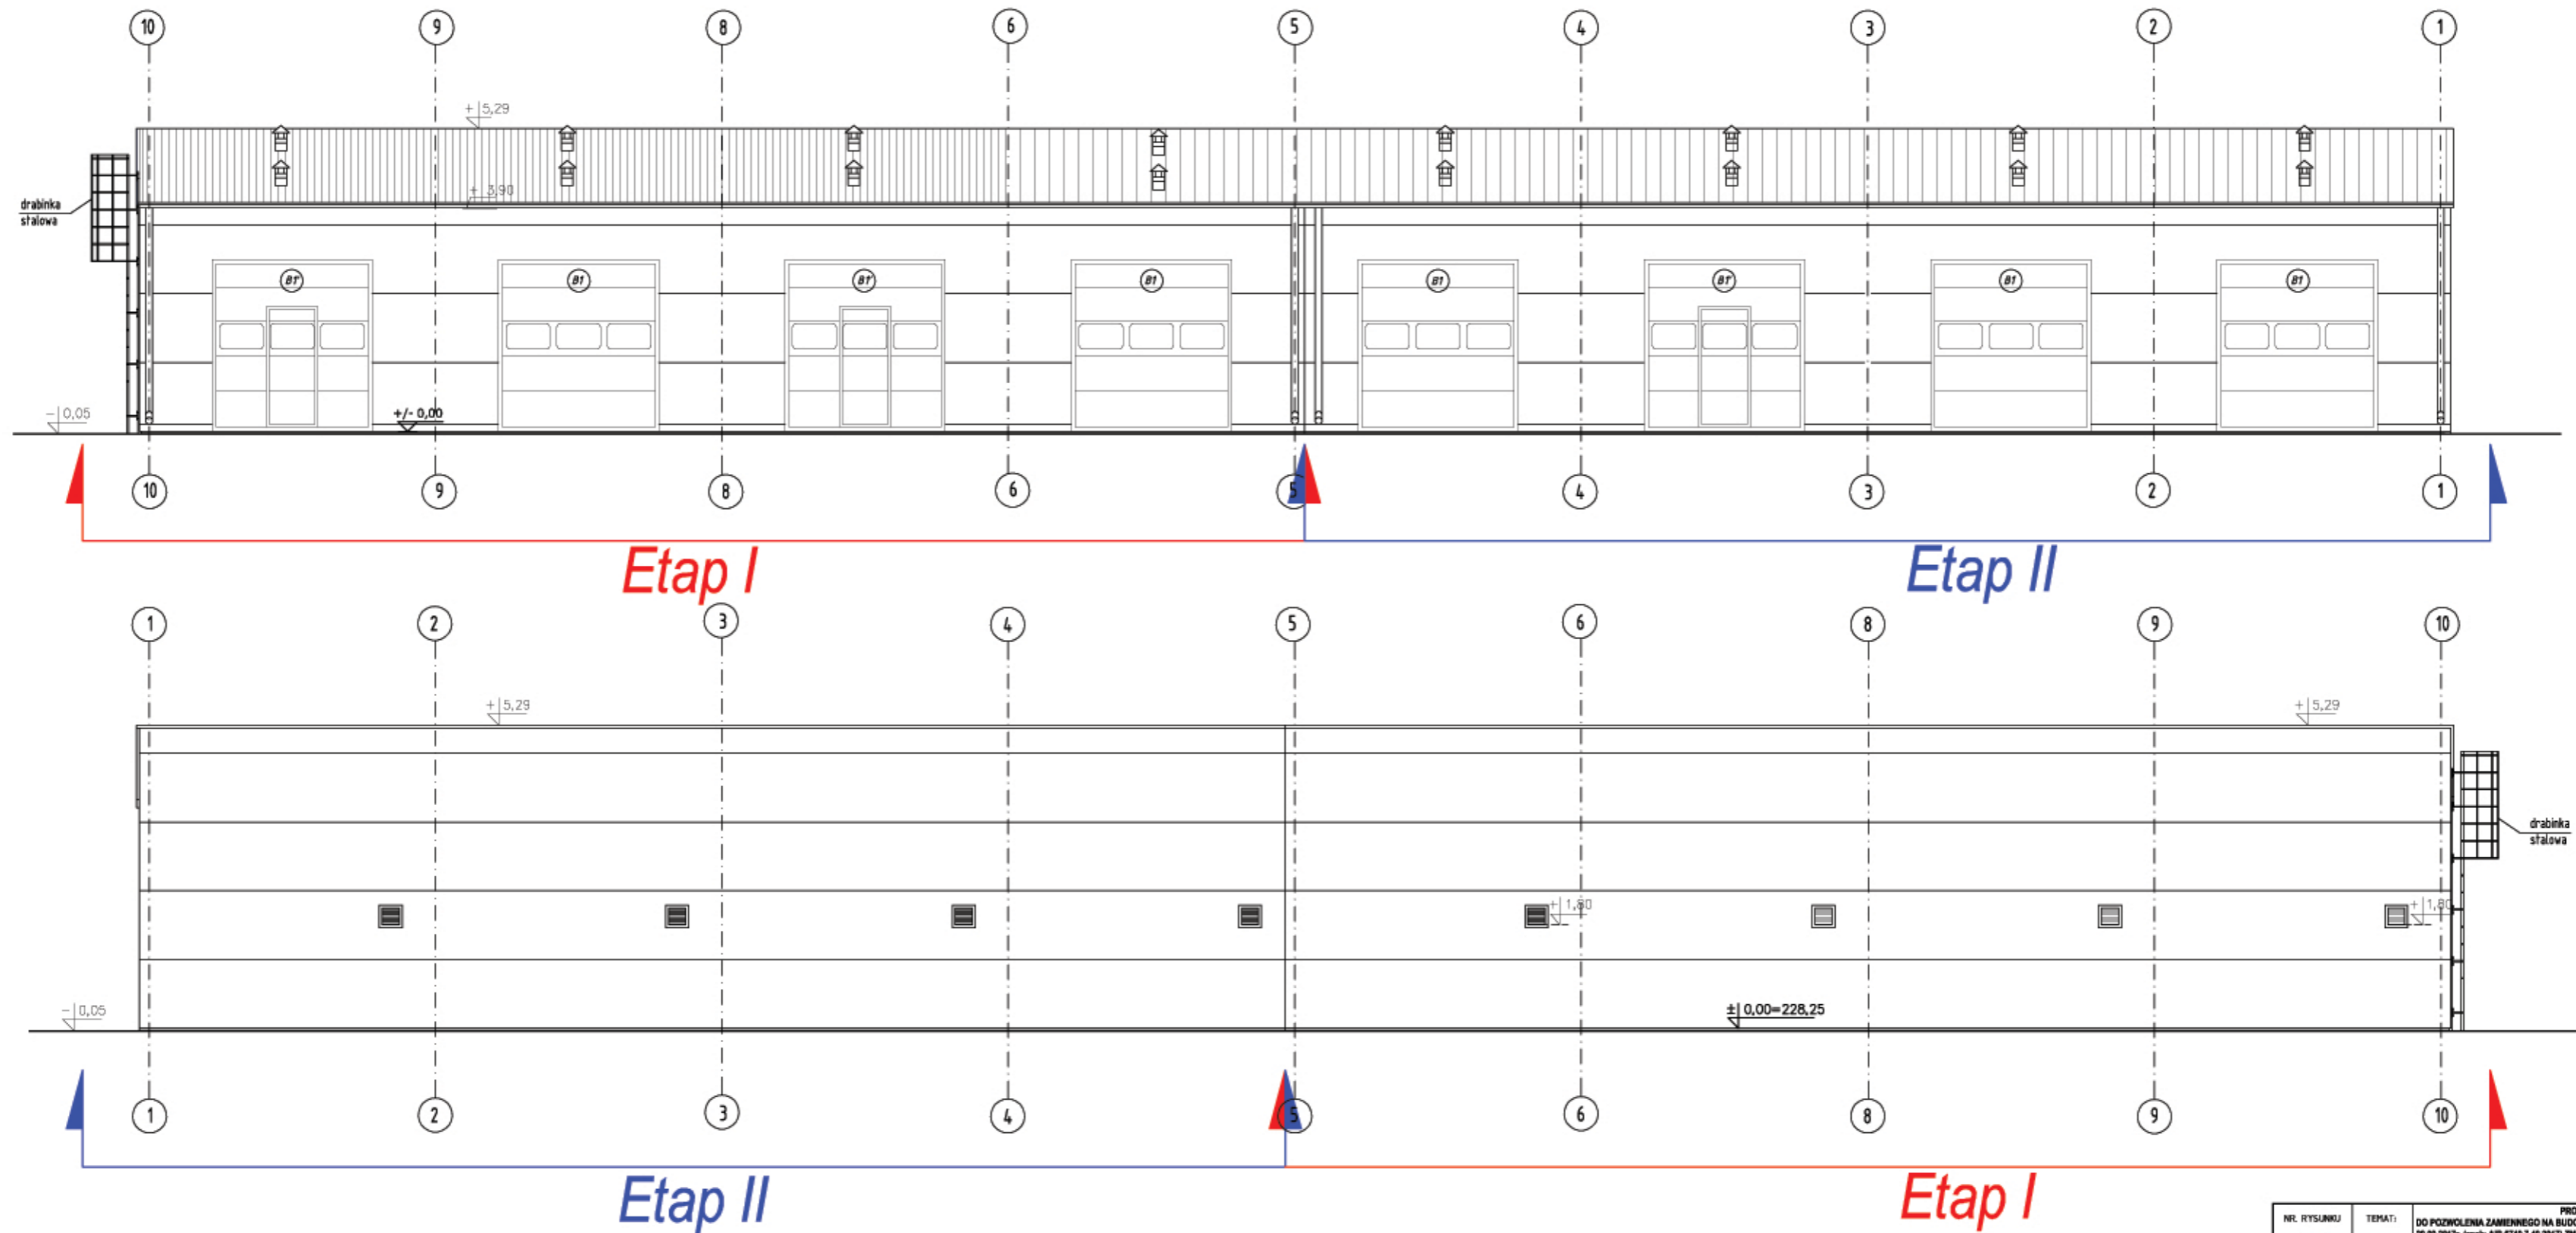 10 9 8 6 5 4 3 2 1
+ 5,29
+ 3,90
drabinka
stalowa
B1' B1 B1' B1 B1 B1' B1 B1
- 0,05
+/- 0,00
10 9 8 6 5 4 3 2 1
Etap I
Etap II
1 2 3 4 5 6 8 9 10
+ 5,29
+ 5,29
drabinka
stalowa
+ 1,80
+ 1,80
- 0,05
± 0,00=228,25
1 2 3 4 5 6 8 9 10
Etap II
Etap I
NR. RYSUNKU
TEMAT:
PRO
DO POZWOLENIA ZAMIENNEGO NA BUDO